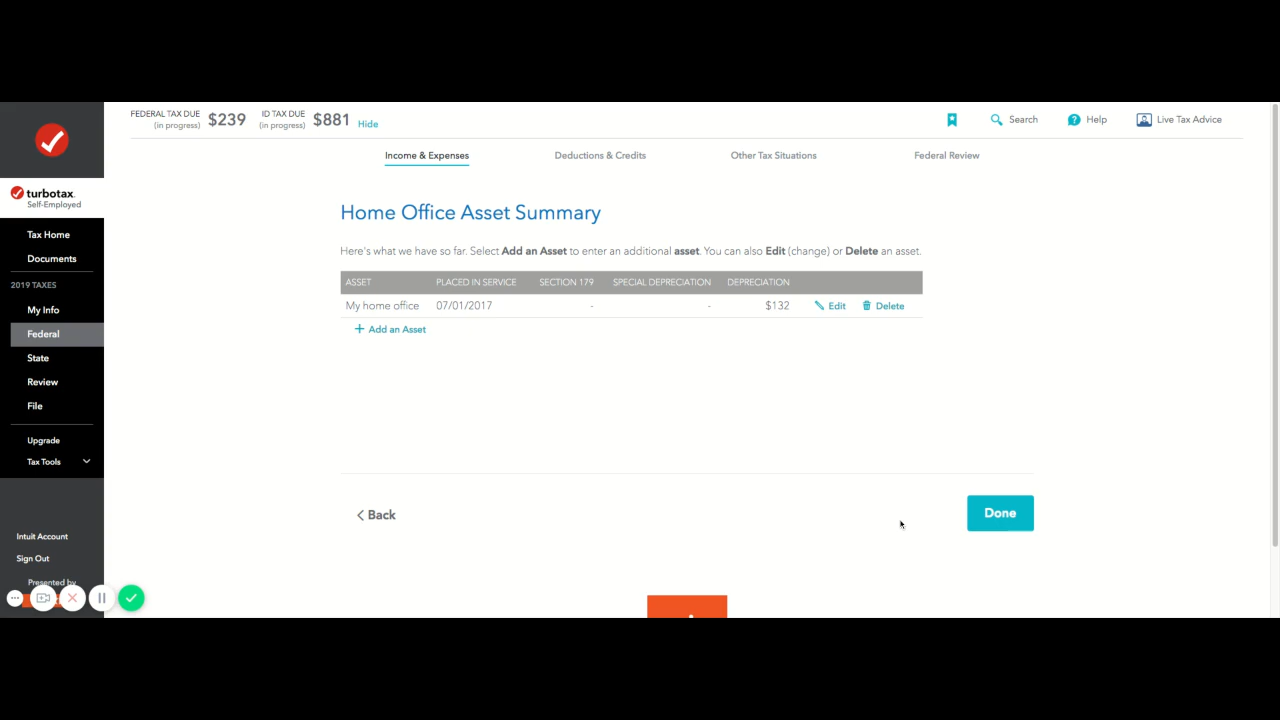 FEDERAL TAX DUE
(in progress)
$239
ID TAX DUE
(in progress)
$881
Hide
Search
Help
Live Tax Advice
Income & Expenses
Deductions & Credits
Other Tax Situations
Federal Review
turbotax.
Self-Employed
Tax Home
Documents
2019 TAXES
My Info
Federal
State
Review
File
Upgrade
Tax Tools
Intuit Account
Sign Out
Presented by
Home Office Asset Summary
Here's what we have so far. Select Add an Asset to enter an additional asset. You can also Edit (change) or Delete an asset.
ASSET PLACED IN SERVICE SECTION 179 SPECIAL DEPRECIATION DEPRECIATION
My home office 07/01/2017 - - $132 Edit Delete
+ Add an Asset
Back
Done